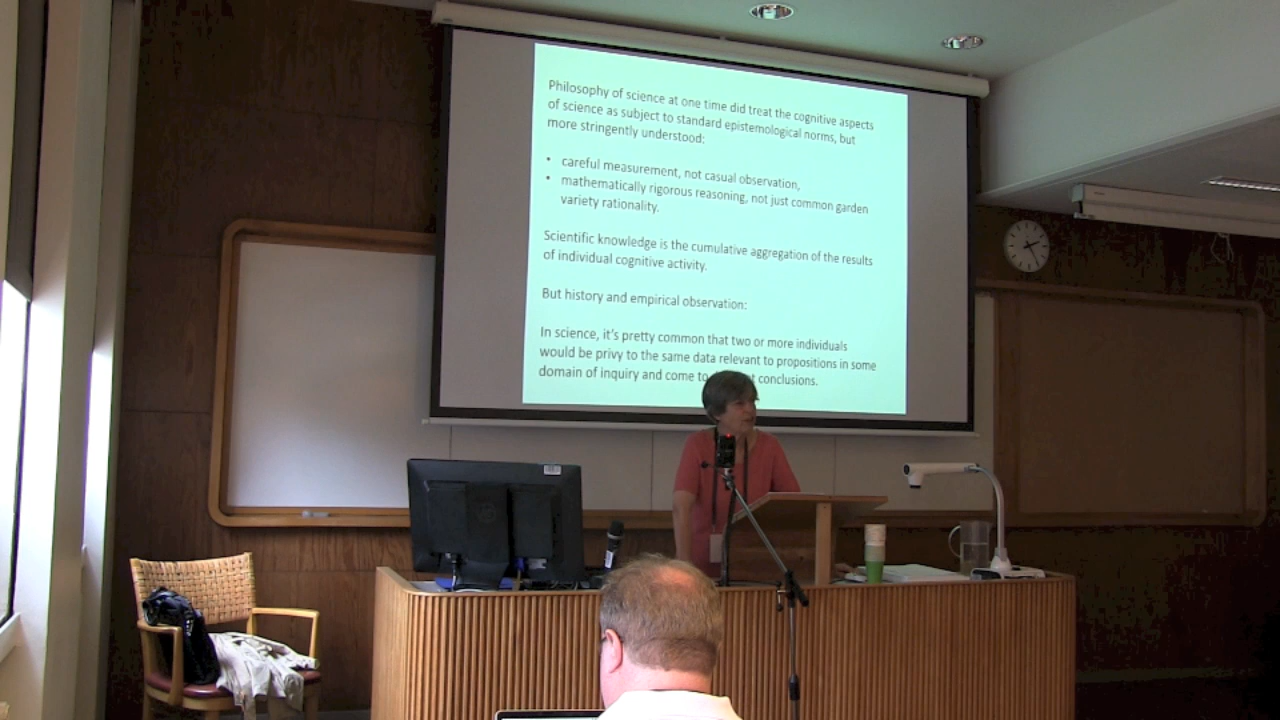 Philosophy of science at one time did treat the cognitive aspects
of science as subject to standard epistemological norms, but
more stringently understood:
• careful measurement, not casual observation,
• mathematically rigorous reasoning, not just common garden
variety rationality.
Scientific knowledge is the cumulative aggregation of the results
of individual cognitive activity.
But history and empirical observation:
In science, it's pretty common that two or more individuals
would be privy to the same data relevant to propositions in some
domain of inquiry and come to conclusions.